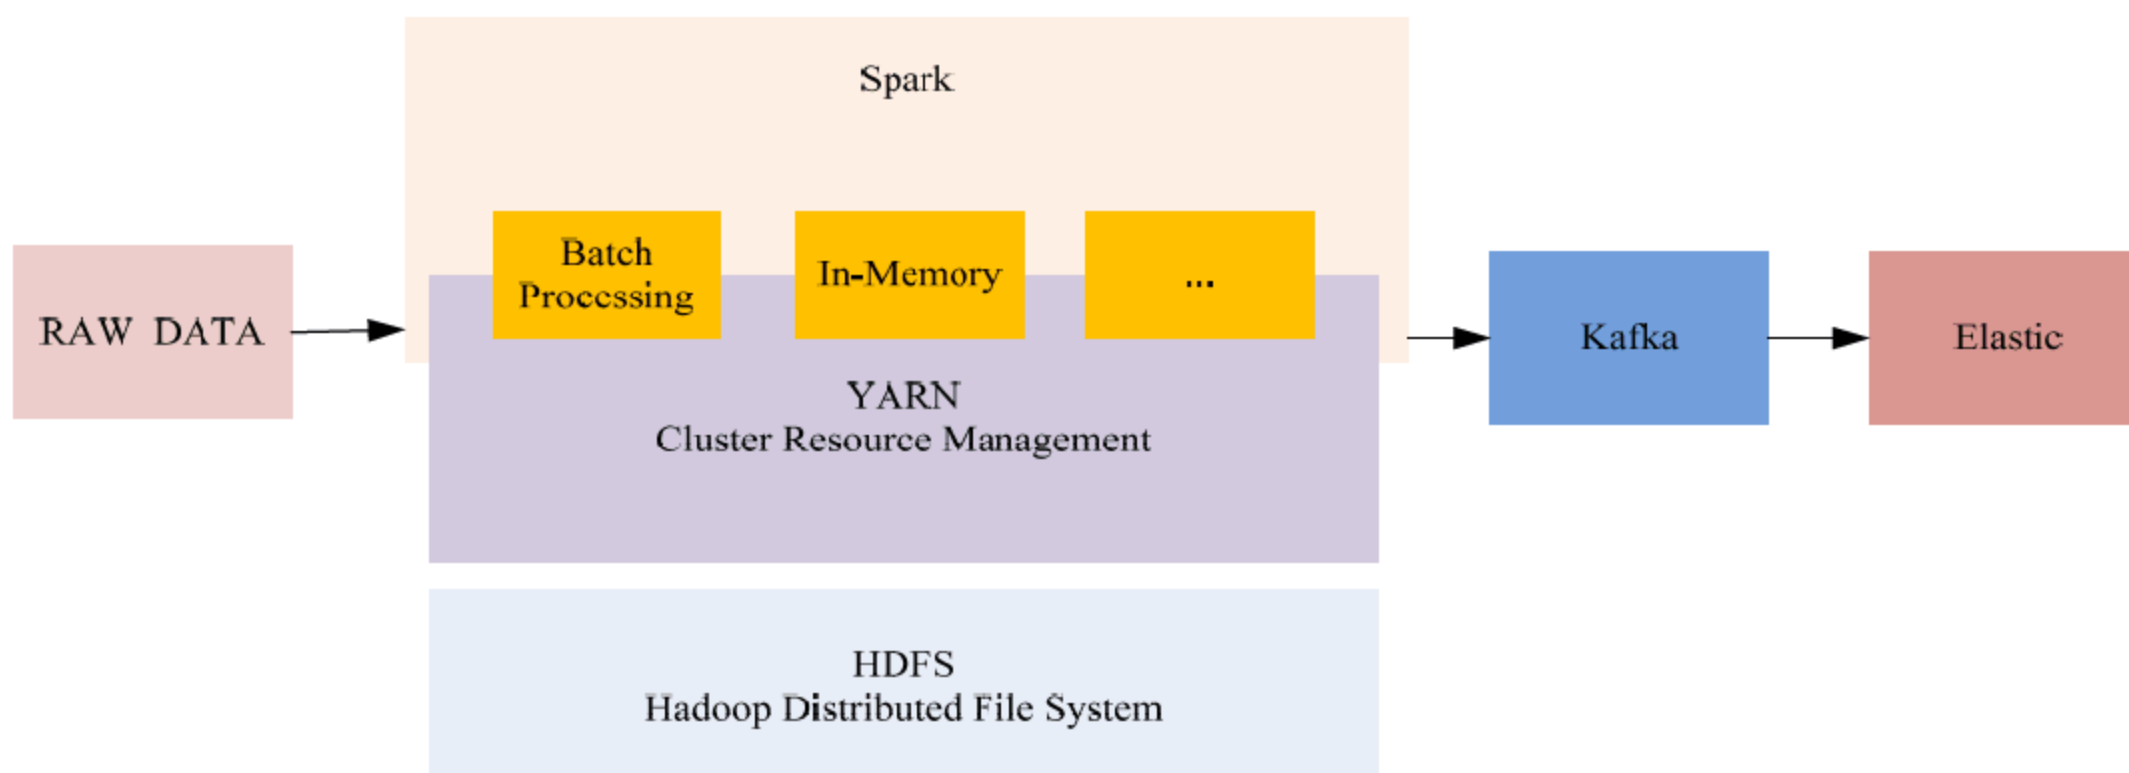 Spark
Batch
Processing
In-Memory
...
RAW DATA
Kafka
Elastic
YARN
Cluster Resource Management
HDFS
Hadoop Distributed File System